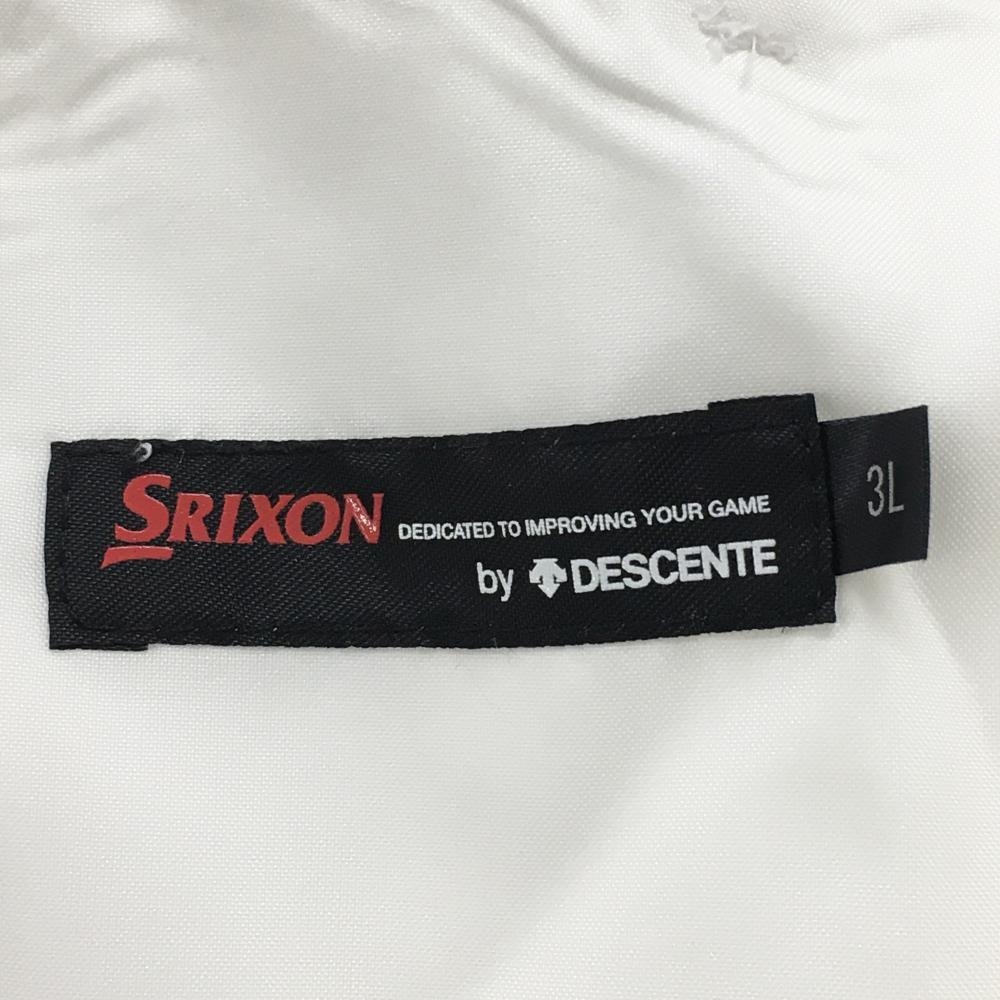 SRIXON DEDICATED TO IMPROVING YOUR GAME
by DESCENTE
3L